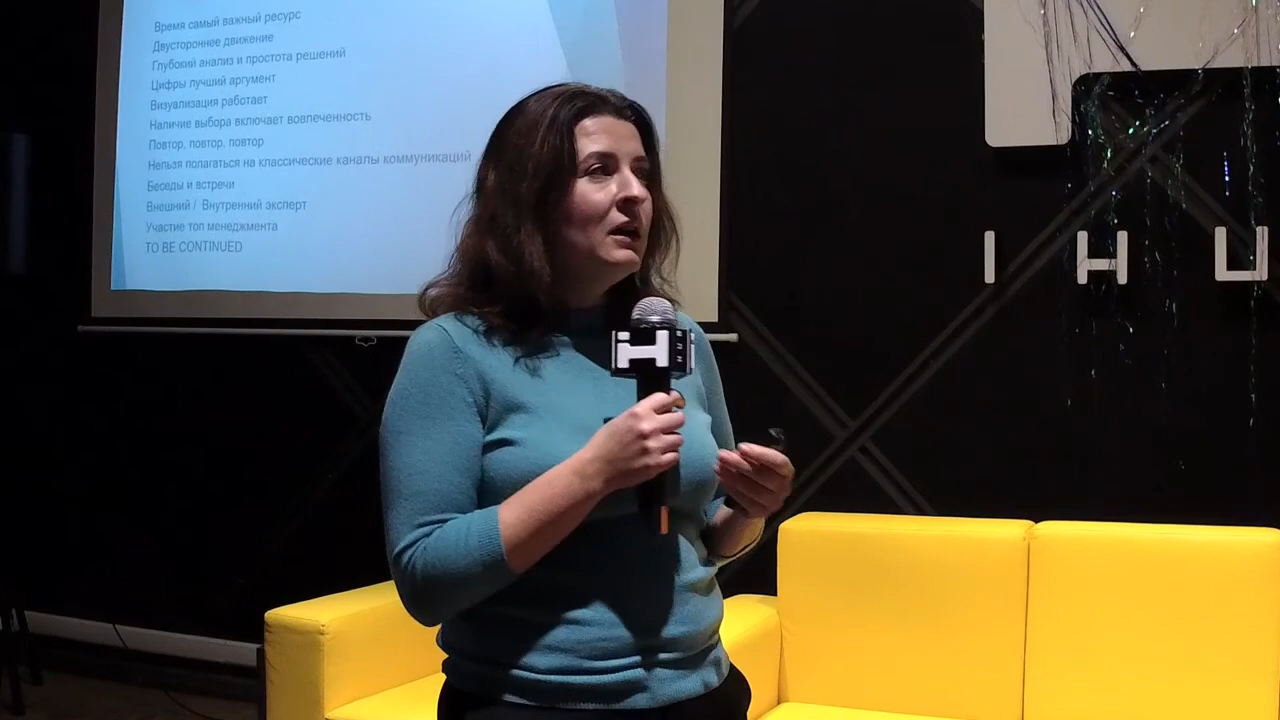 Время самый важный ресурс
Двустороннее движение
Глубокий анализ и простота решений
Цифры лучший аргумент
Визуализация работает
Наличие выбора включает вовлеченность
Повтор, повтор, повтор
Нельзя полагаться на классические каналы коммуникаций
Беседы и встречи
Внешний / Внутренний эксперт
Участие топ менеджмента
TO BE CONTINUED
I H U
iH HUB